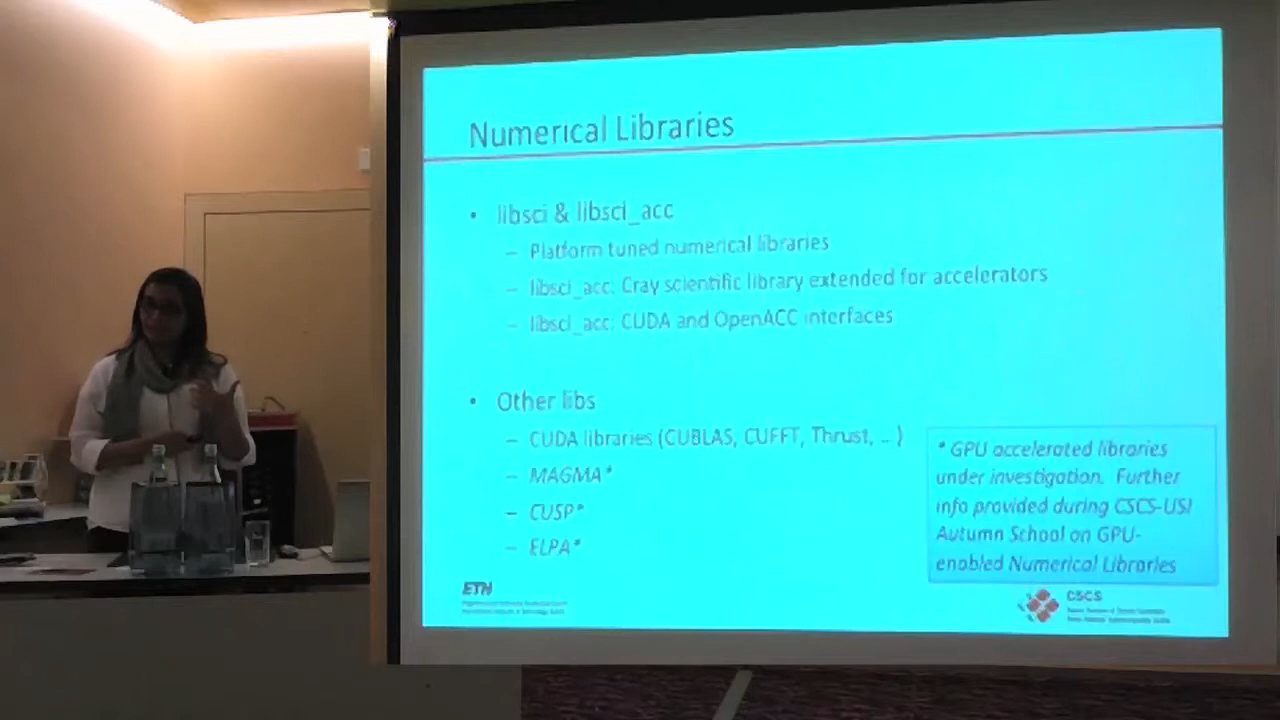 Numerical Libraries
• libsci & libsci_acc
– Platform tuned numerical libraries
– libsci_acc: Cray scientific library extended for accelerators
– libsci_acc: CUDA and OpenACC interfaces
• Other libs
– CUDA libraries (CUBLAS, CUFFT, Thrust, ... )
– MAGMA*
– CUSP*
– ELPA*
* GPU accelerated libraries
under investigation. Further
info provided during CSCS-USI
Autumn School on GPU-
enabled Numerical Libraries
ETH
CSCS